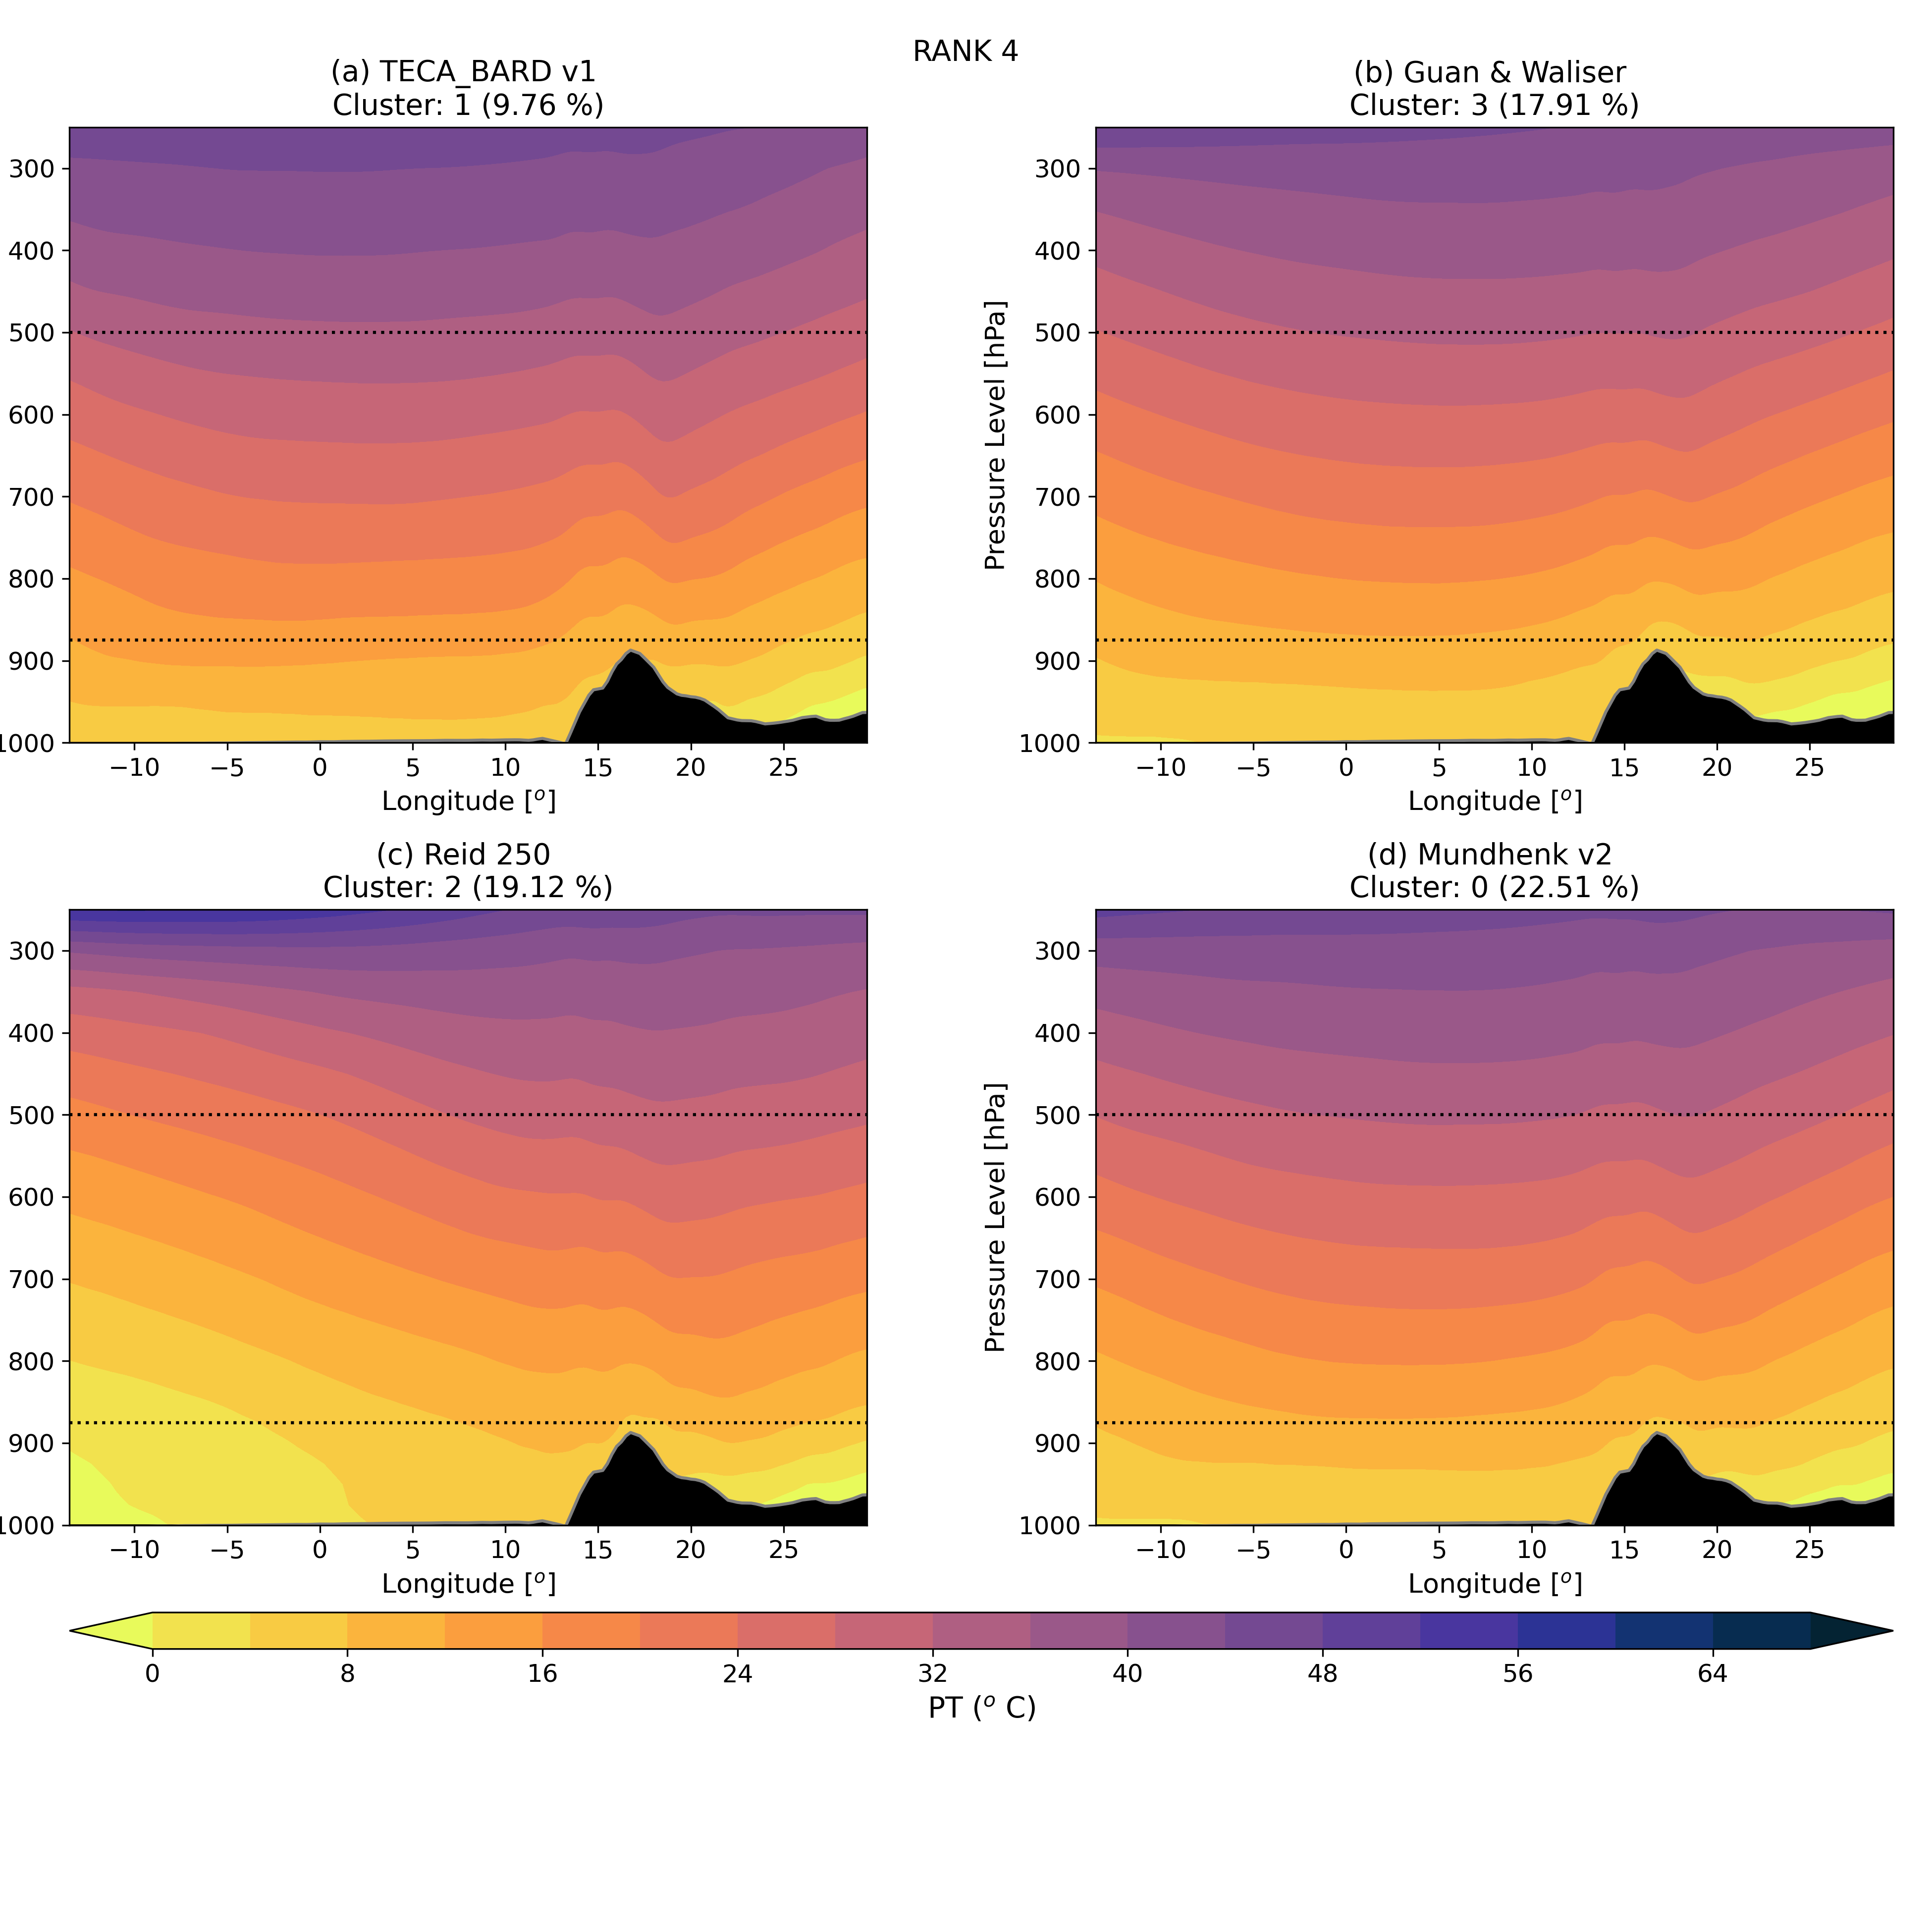 RANK 4
(a) TECA_BARD v1
Cluster: 1 (9.76 %)
(b) Guan & Waliser
Cluster: 3 (17.91 %)
300
400
500
600
700
800
900
1000
−10 −5 0 5 10 15 20 25
Longitude [o]
Pressure Level [hPa]
300
400
500
600
700
800
900
1000
−10 −5 0 5 10 15 20 25
Longitude [o]
(c) Reid 250
Cluster: 2 (19.12 %)
(d) Mundhenk v2
Cluster: 0 (22.51 %)
300
400
500
600
700
800
900
1000
−10 −5 0 5 10 15 20 25
Longitude [o]
Pressure Level [hPa]
300
400
500
600
700
800
900
1000
−10 −5 0 5 10 15 20 25
Longitude [o]
0 8 16 24 32 40 48 56 64
PT (o C)